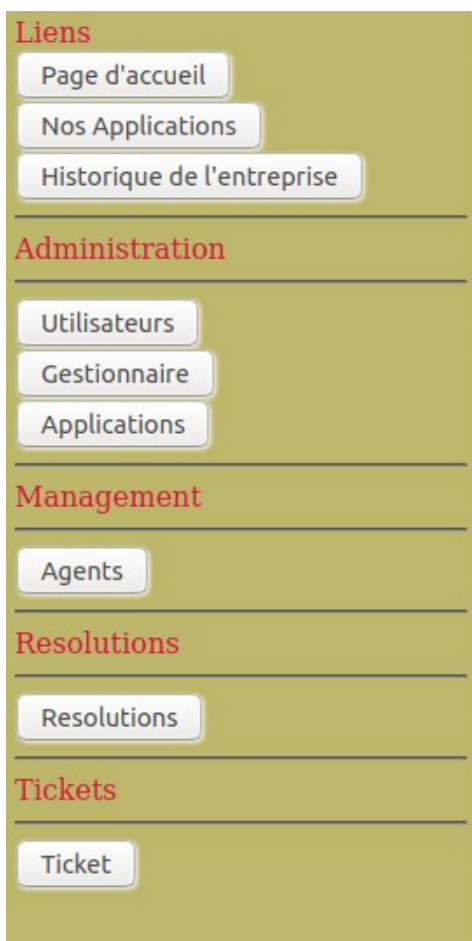 Liens
Page d'accueil
Nos Applications
Historique de l'entreprise
Administration
Utilisateurs
Gestionnaire
Applications
Management
Agents
Resolutions
Resolutions
Tickets
Ticket